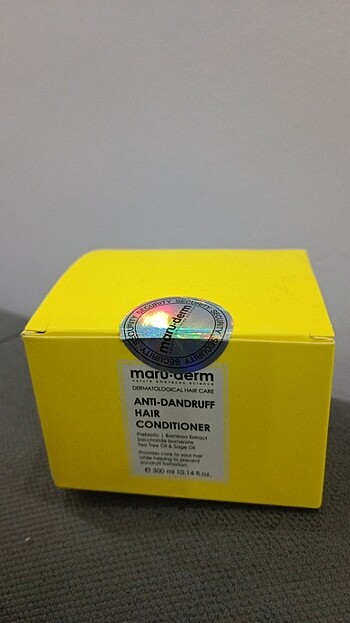 SECURITY SECURITY SECURITY
maru·derm
maru·derm
nature embraces science
DERMATOLOGICAL HAIR CARE
ANTI-DANDRUFF
HAIR
CONDITIONER
Prebiotic | Bamboo Extract
Saccharide Isomerate
Tea Tree Oil & Sage Oil
Provides care to your hair
while helping to prevent
dandruff formation.
℮ 300 ml 10.14 fl.oz.